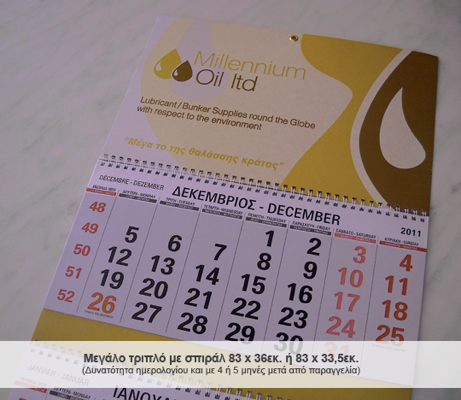 Millennium
Oil ltd
Lubricant / Bunker Supplies round the Globe
with respect to the environment
"Μέγα το της θαλάσσης κράτος"
DÉCEMBRE - DEZEMBER
ΔΕΚΕΜΒΡΙΟΣ - DECEMBER
2011
48 1 2 3 4
49 5 6 7 8 9 10 11
50 12 13 14 15 16 17 18
51 19 20 21 22 23 24 25
52 26 27 28 29 30 31
Μεγάλο τριπλό με σπιράλ 83 x 36εκ. ή 83 x 33,5εκ.
(Δυνατότητα ημερολογίου και με 4 ή 5 μηνές μετά από παραγγελία)